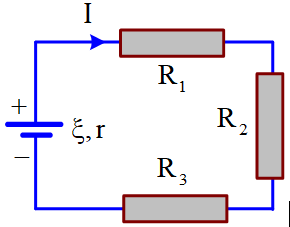 I
R₁
+
ξ, r
R₂
−
R₃